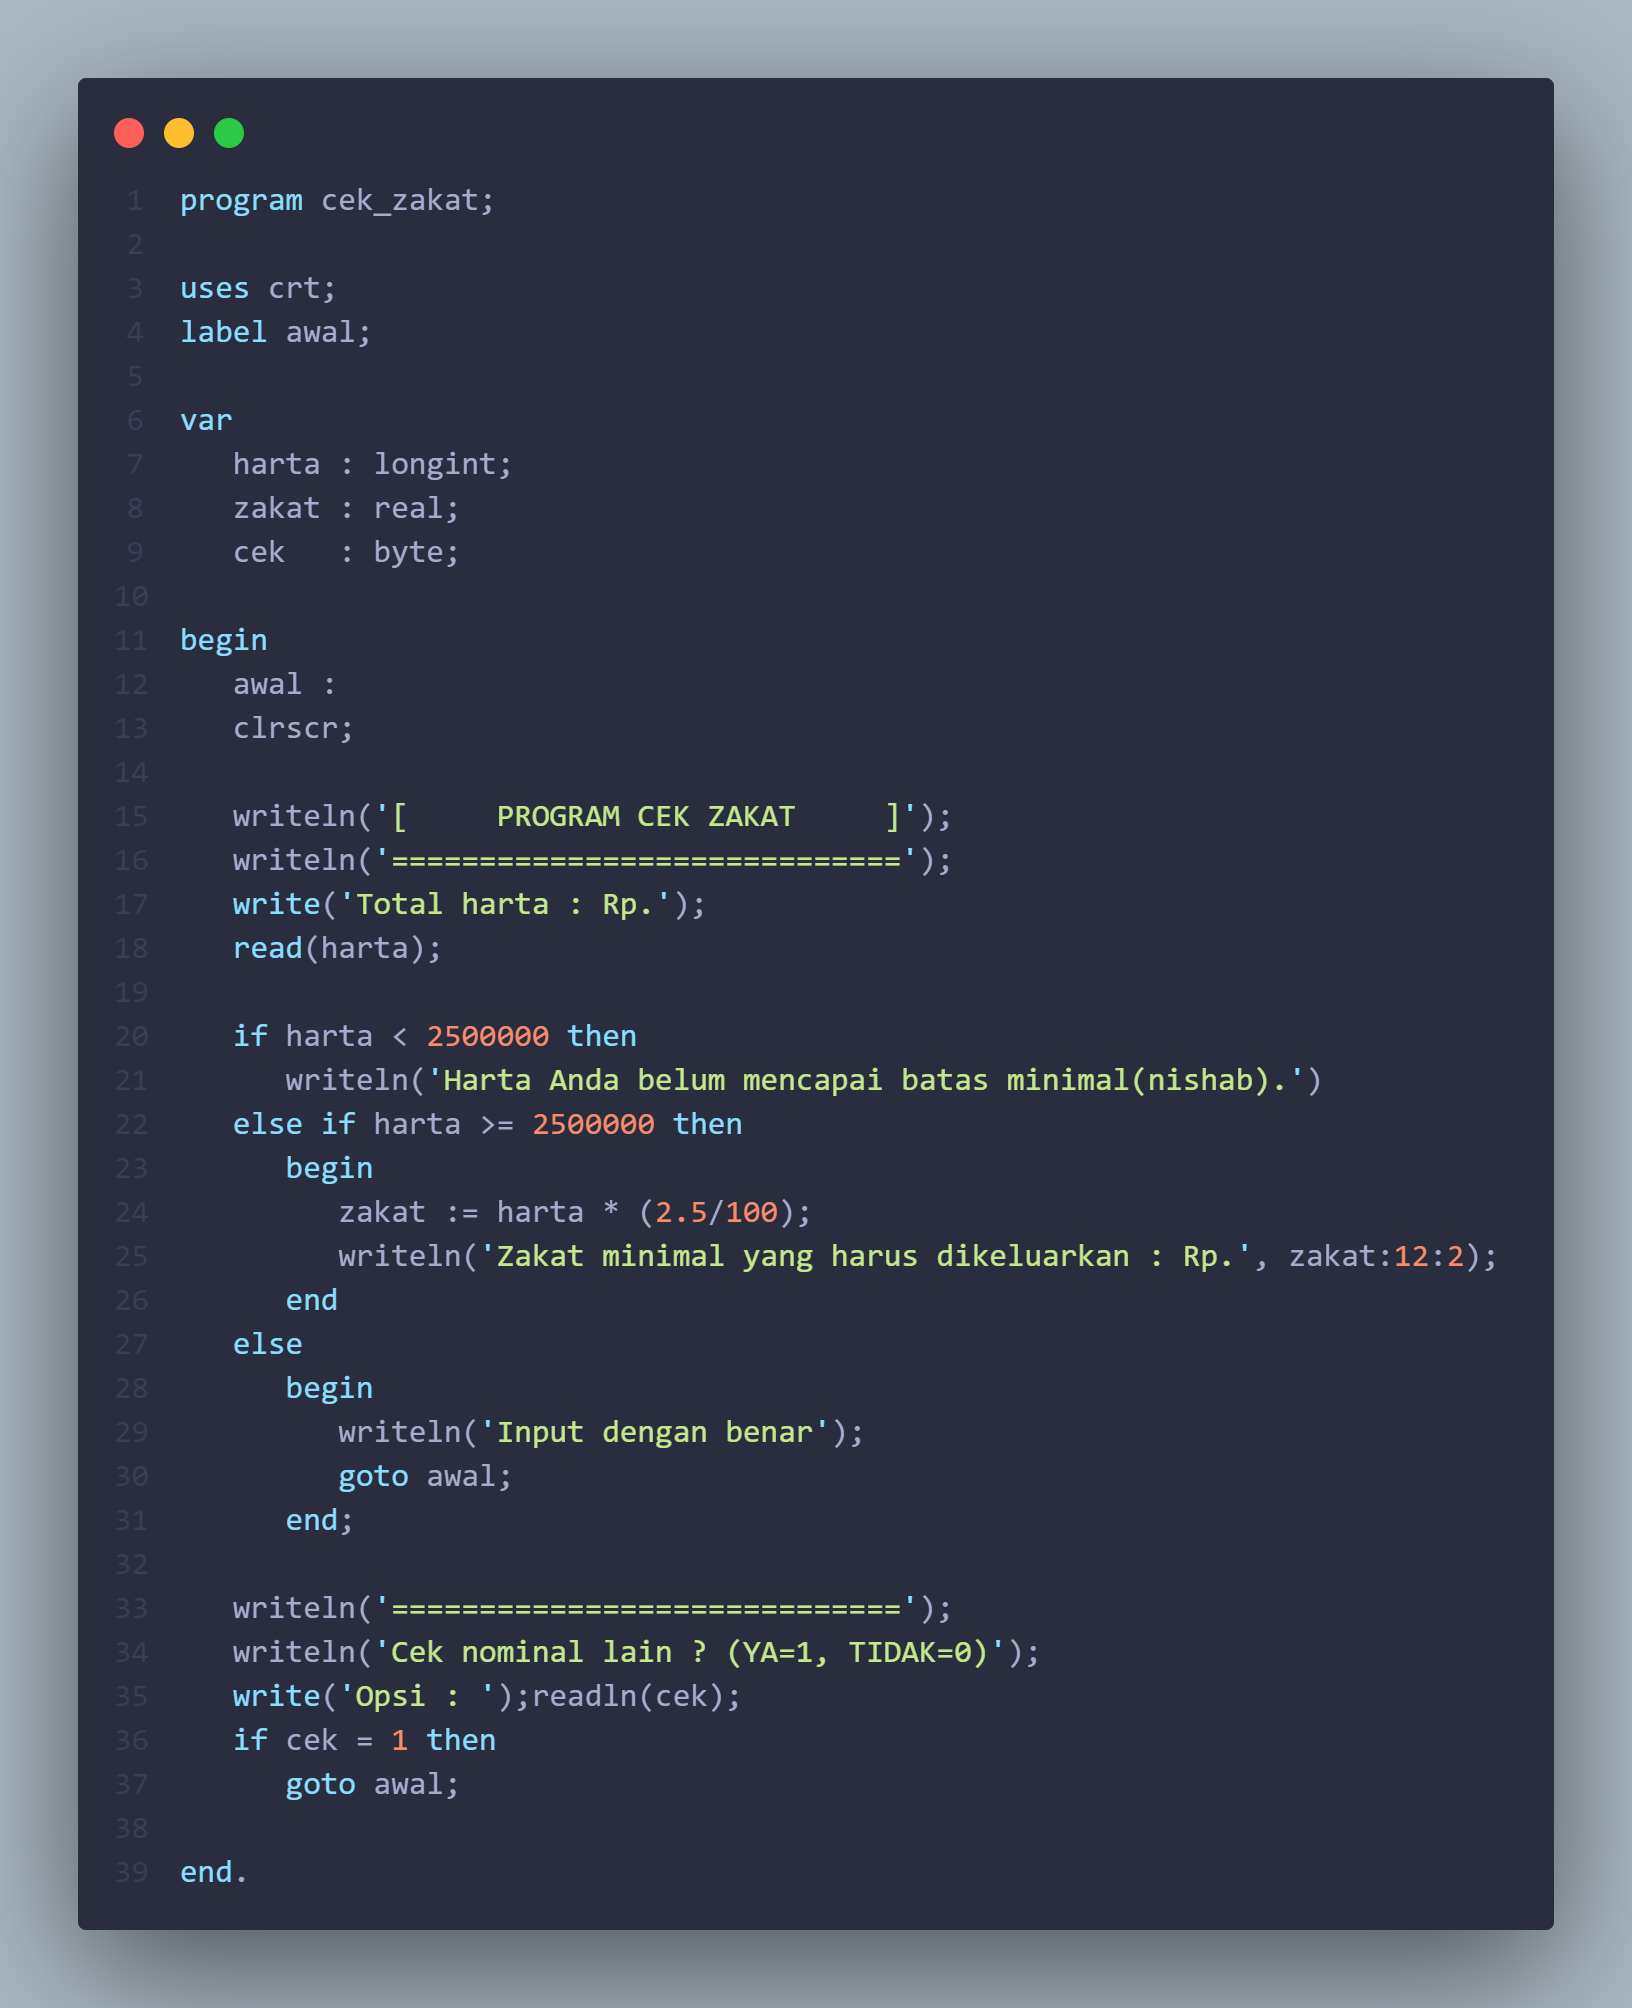 1 program cek_zakat;
2
3 uses crt;
4 label awal;
5
6 var
7    harta : longint;
8    zakat : real;
9    cek   : byte;
10
11 begin
12    awal :
13    clrscr;
14
15    writeln('[     PROGRAM CEK ZAKAT     ]');
16    writeln('=============================');
17    write('Total harta : Rp.');
18    read(harta);
19
20    if harta < 2500000 then
21       writeln('Harta Anda belum mencapai batas minimal(nishab).')
22    else if harta >= 2500000 then
23       begin
24          zakat := harta * (2.5/100);
25          writeln('Zakat minimal yang harus dikeluarkan : Rp.', zakat:12:2);
26       end
27    else
28       begin
29          writeln('Input dengan benar');
30          goto awal;
31       end;
32
33    writeln('=============================');
34    writeln('Cek nominal lain ? (YA=1, TIDAK=0)');
35    write('Opsi : ');readln(cek);
36    if cek = 1 then
37       goto awal;
38
39 end.